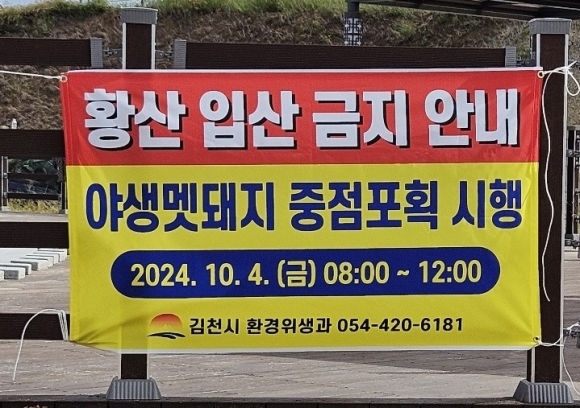 황산 입산 금지 안내
야생멧돼지 중점포획 시행
2024. 10. 4. (금) 08:00 ~ 12:00
김천시 환경위생과 054-420-6181